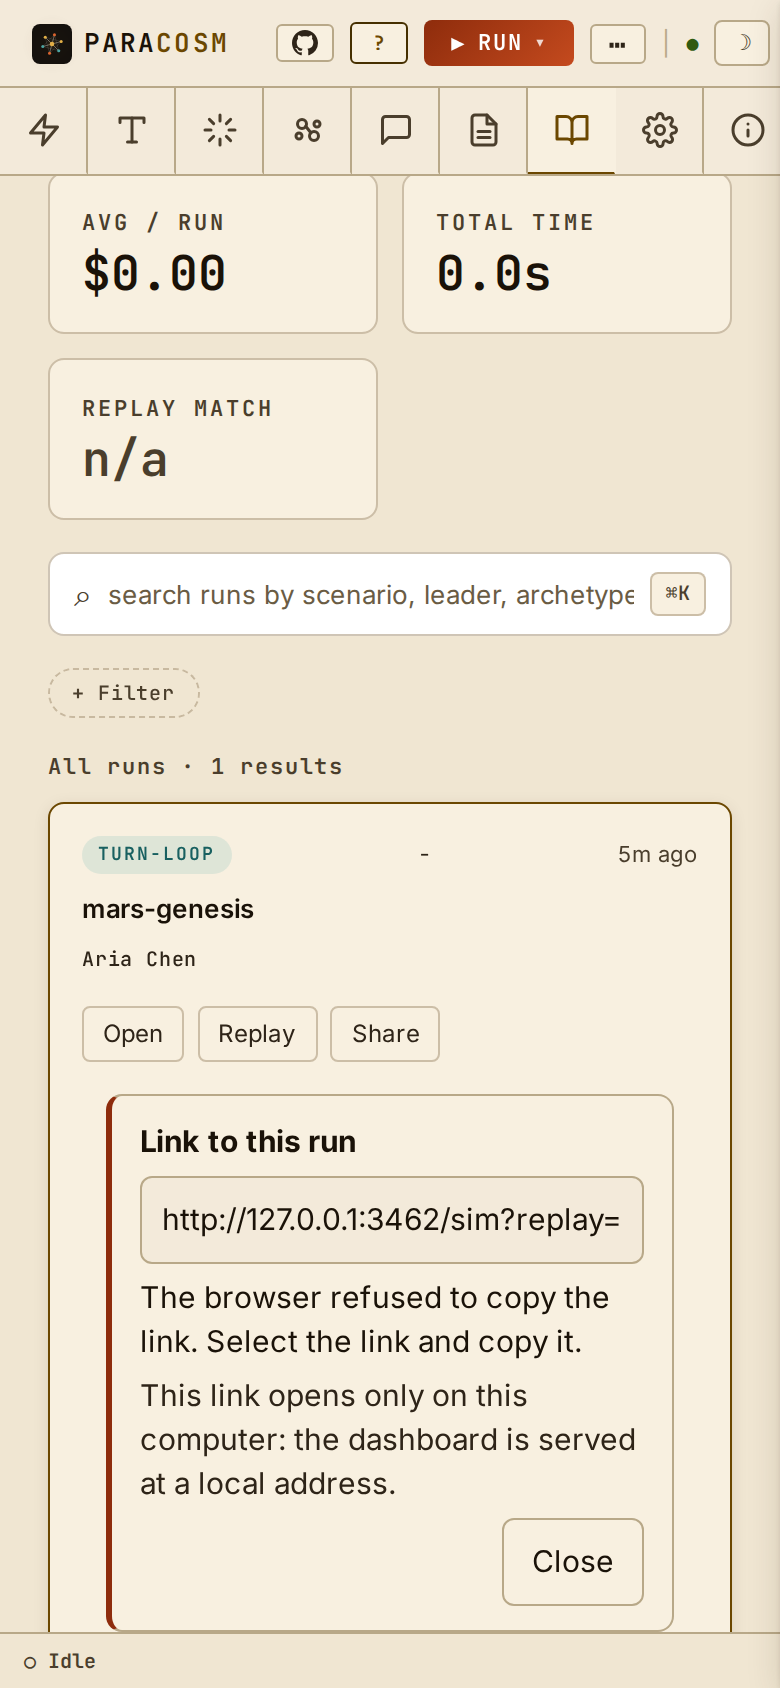 PARACOSM
?
▶ RUN ▾
AVG / RUN
$0.00
TOTAL TIME
0.0s
REPLAY MATCH
n/a
search runs by scenario, leader, archetype
⌘K
+ Filter
All runs · 1 results
TURN-LOOP
-
5m ago
mars-genesis
Aria Chen
Open
Replay
Share
Link to this run
http://127.0.0.1:3462/sim?replay=
The browser refused to copy the
link. Select the link and copy it.
This link opens only on this
computer: the dashboard is served
at a local address.
Close
Idle